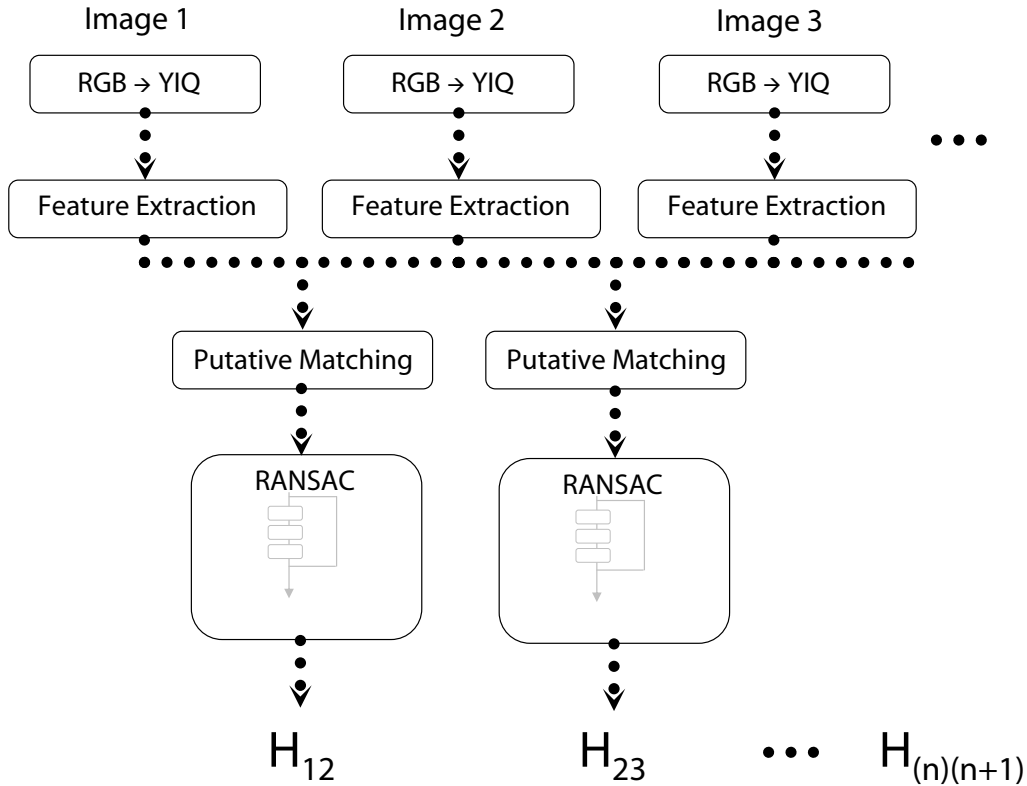 Image 1
Image 2
Image 3
RGB → YIQ
RGB → YIQ
RGB → YIQ
Feature Extraction
Feature Extraction
Feature Extraction
Putative Matching
Putative Matching
RANSAC
RANSAC
H12
H23
H(n)(n+1)